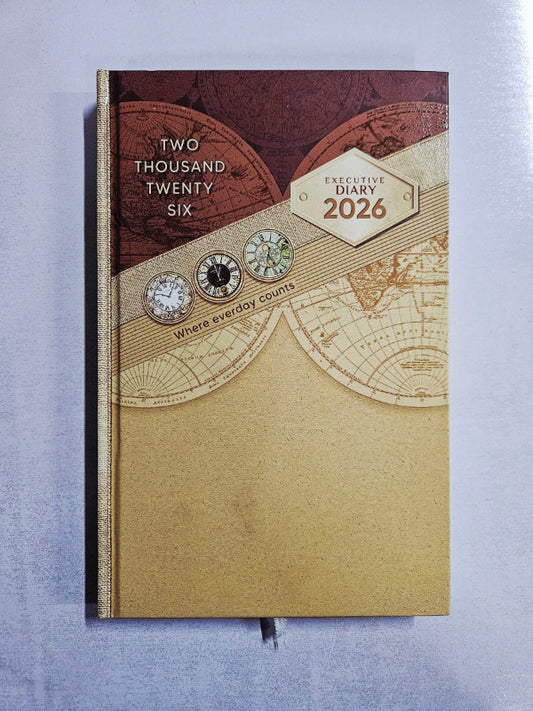 TWO
THOUSAND
TWENTY
SIX
EXECUTIVE
DIARY
2026
Where everday counts